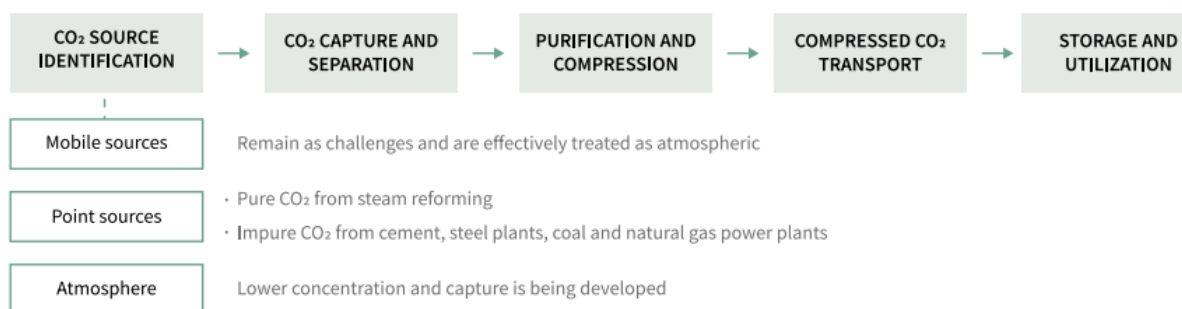 CO₂ SOURCE
IDENTIFICATION
CO₂ CAPTURE AND
SEPARATION
PURIFICATION AND
COMPRESSION
COMPRESSED CO₂
TRANSPORT
STORAGE AND
UTILIZATION
Mobile sources
Remain as challenges and are effectively treated as atmospheric
Point sources
· Pure CO₂ from steam reforming
· Impure CO₂ from cement, steel plants, coal and natural gas power plants
Atmosphere
Lower concentration and capture is being developed